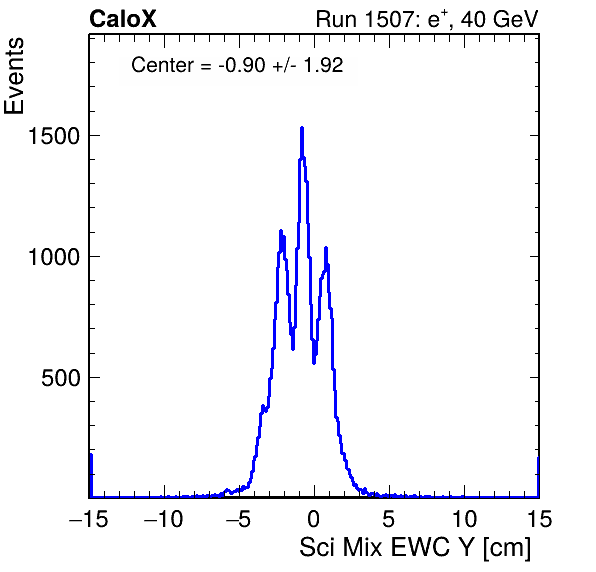 CaloX Run 1507: e+, 40 GeV
Events
Center = -0.90 +/- 1.92
1500
1000
500
−15 −10 −5 0 5 10 15
Sci Mix EWC Y [cm]